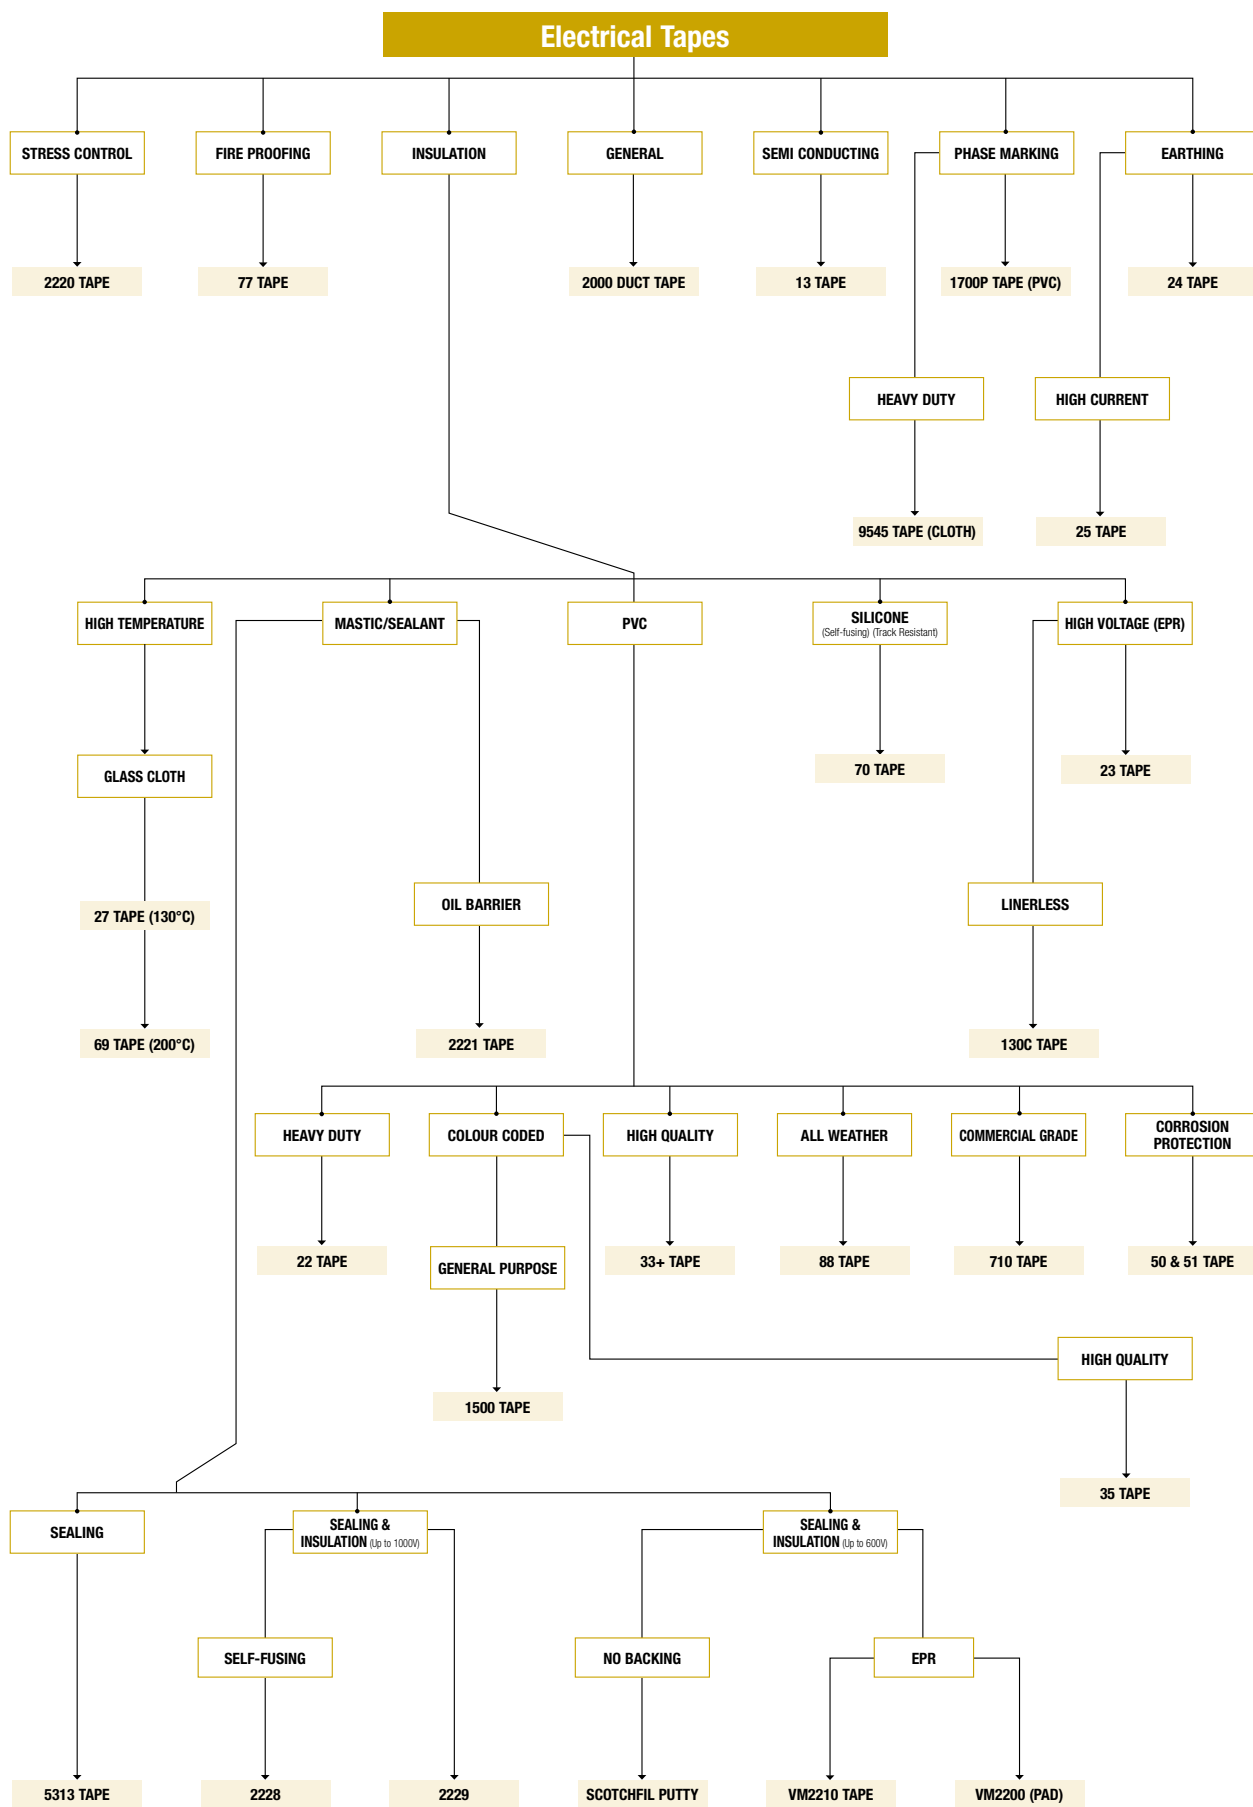 Electrical Tapes
STRESS CONTROL
FIRE PROOFING
INSULATION
GENERAL
SEMI CONDUCTING
PHASE MARKING
EARTHING
2220 TAPE
77 TAPE
2000 DUCT TAPE
13 TAPE
1700P TAPE (PVC)
24 TAPE
HEAVY DUTY
HIGH CURRENT
9545 TAPE (CLOTH)
25 TAPE
HIGH TEMPERATURE
MASTIC/SEALANT
PVC
SILICONE
(Self-fusing) (Track Resistant)
HIGH VOLTAGE (EPR)
GLASS CLOTH
70 TAPE
23 TAPE
27 TAPE (130°C)
OIL BARRIER
LINERLESS
69 TAPE (200°C)
2221 TAPE
130C TAPE
HEAVY DUTY
COLOUR CODED
HIGH QUALITY
ALL WEATHER
COMMERCIAL GRADE
CORROSION
PROTECTION
22 TAPE
GENERAL PURPOSE
33+ TAPE
88 TAPE
710 TAPE
50 & 51 TAPE
HIGH QUALITY
1500 TAPE
35 TAPE
SEALING
SEALING &
INSULATION (Up to 1000V)
SEALING &
INSULATION (Up to 600V)
SELF-FUSING
NO BACKING
EPR
5313 TAPE
2228
2229
SCOTCHFIL PUTTY
VM2210 TAPE
VM2200 (PAD)